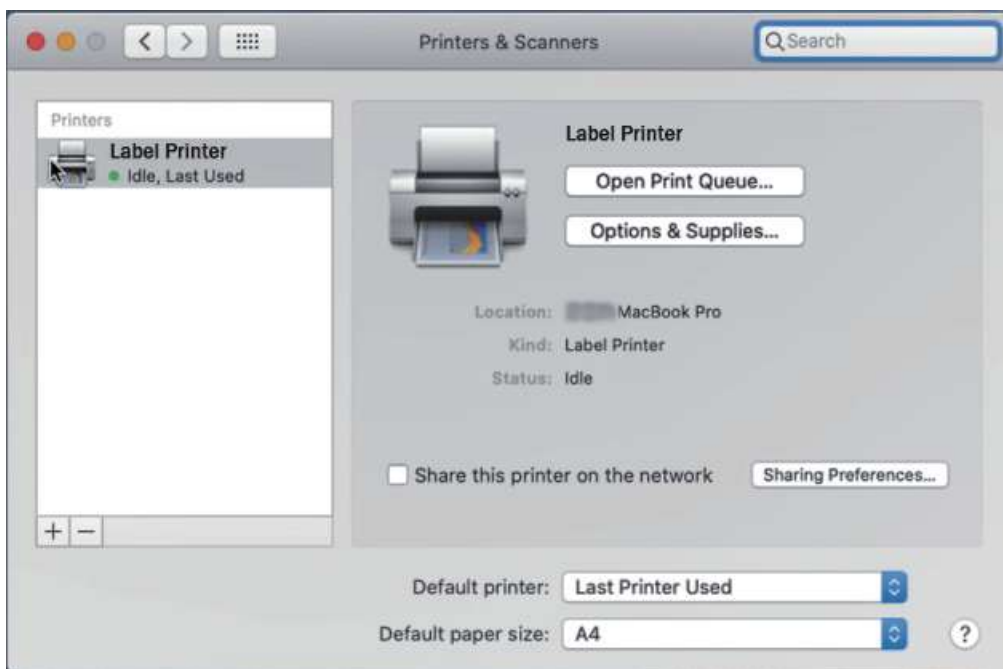 Printers & Scanners
Search
Printers
Label Printer
Idle, Last Used
Label Printer
Open Print Queue...
Options & Supplies...
Location: MacBook Pro
Kind: Label Printer
Status: Idle
Share this printer on the network
Sharing Preferences...
+ −
Default printer: Last Printer Used
Default paper size: A4
?